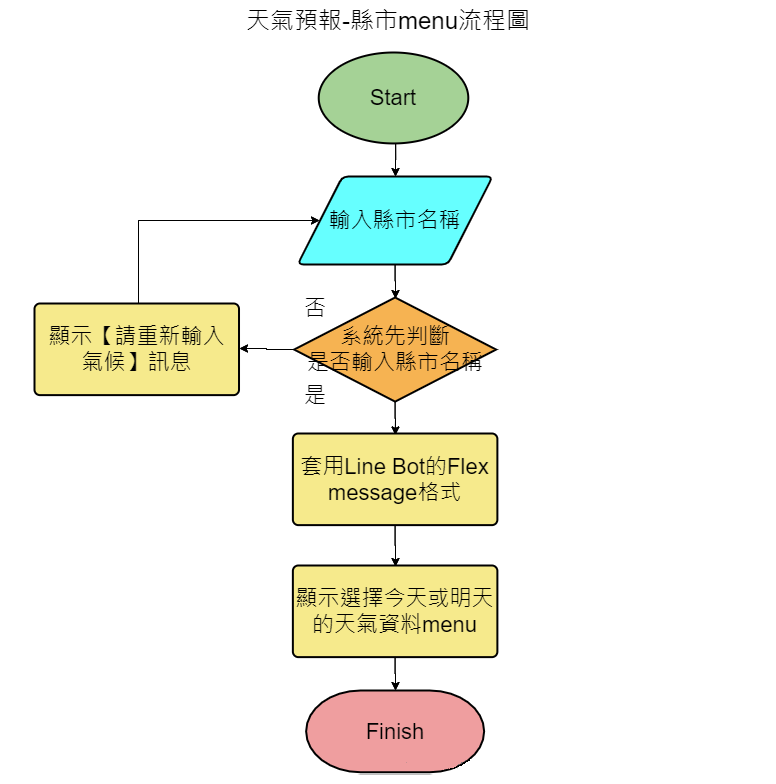 天氣預報-縣市menu流程圖
Start
輸入縣市名稱
否
系統先判斷
是否輸入縣市名稱
顯示【請重新輸入
氣候】訊息
是
套用Line Bot的Flex
message格式
顯示選擇今天或明天
的天氣資料menu
Finish